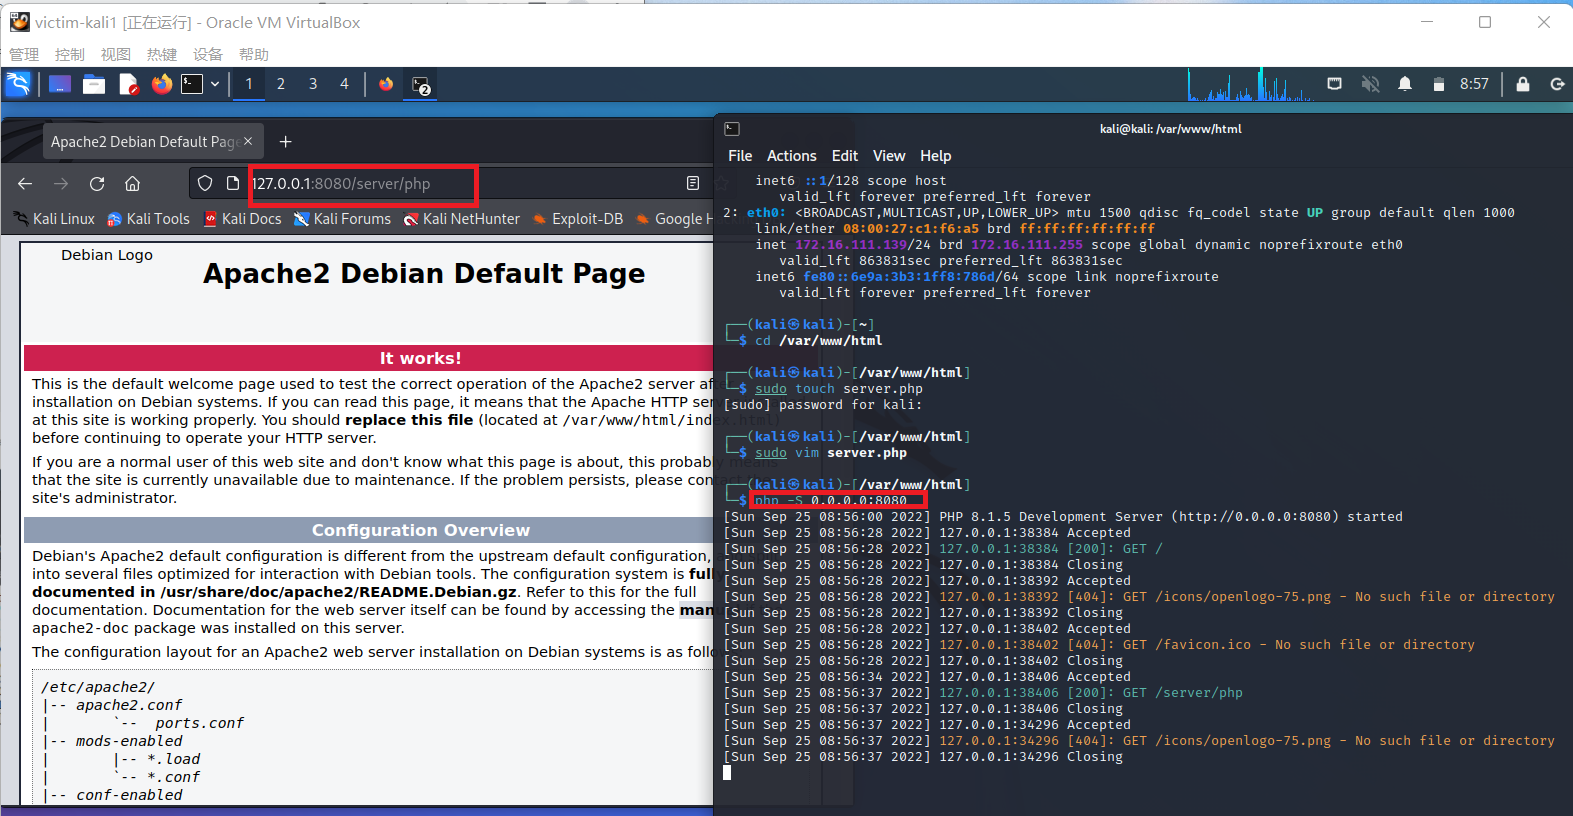 victim-kali1 [正在运行] - Oracle VM VirtualBox
管理 控制 视图 热键 设备 帮助
1 2 3 4 2 8:57
Apache2 Debian Default Page
127.0.0.1:8080/server/php
Kali Linux Kali Tools Kali Docs Kali Forums Kali NetHunter Exploit-DB Google H
Debian Logo
Apache2 Debian Default Page
It works!
This is the default welcome page used to test the correct operation of the Apache2 server after
installation on Debian systems. If you can read this page, it means that the Apache HTTP serv
at this site is working properly. You should replace this file (located at /var/www/html/index.html)
before continuing to operate your HTTP server.
If you are a normal user of this web site and don't know what this page is about, this probably means
that the site is currently unavailable due to maintenance. If the problem persists, please contact the
site's administrator.
Configuration Overview
Debian's Apache2 default configuration is different from the upstream default configuration,
into several files optimized for interaction with Debian tools. The configuration system is fully
documented in /usr/share/doc/apache2/README.Debian.gz. Refer to this for the full
documentation. Documentation for the web server itself can be found by accessing the man
apache2-doc package was installed on this server.
The configuration layout for an Apache2 web server installation on Debian systems is as follo
/etc/apache2/
|-- apache2.conf
|       `--  ports.conf
|-- mods-enabled
|       |-- *.load
|       `-- *.conf
|-- conf-enabled
kali@kali: /var/www/html
File Actions Edit View Help
inet6 ::1/128 scope host
valid_lft forever preferred_lft forever
2: eth0: <BROADCAST,MULTICAST,UP,LOWER_UP> mtu 1500 qdisc fq_codel state UP group default qlen 1000
link/ether 08:00:27:c1:f6:a5 brd ff:ff:ff:ff:ff:ff
inet 172.16.111.139/24 brd 172.16.111.255 scope global dynamic noprefixroute eth0
valid_lft 863831sec preferred_lft 863831sec
inet6 fe80::6e9a:3b3:1ff8:786d/64 scope link noprefixroute
valid_lft forever preferred_lft forever
┌──(kali㉿kali)-[~]
└─$ cd /var/www/html
┌──(kali㉿kali)-[/var/www/html]
└─$ sudo touch server.php
[sudo] password for kali:
┌──(kali㉿kali)-[/var/www/html]
└─$ sudo vim server.php
┌──(kali㉿kali)-[/var/www/html]
└─$ php -S 0.0.0.0:8080
[Sun Sep 25 08:56:00 2022] PHP 8.1.5 Development Server (http://0.0.0.0:8080) started
[Sun Sep 25 08:56:28 2022] 127.0.0.1:38384 Accepted
[Sun Sep 25 08:56:28 2022] 127.0.0.1:38384 [200]: GET /
[Sun Sep 25 08:56:28 2022] 127.0.0.1:38384 Closing
[Sun Sep 25 08:56:28 2022] 127.0.0.1:38392 Accepted
[Sun Sep 25 08:56:28 2022] 127.0.0.1:38392 [404]: GET /icons/openlogo-75.png - No such file or directory
[Sun Sep 25 08:56:28 2022] 127.0.0.1:38392 Closing
[Sun Sep 25 08:56:28 2022] 127.0.0.1:38402 Accepted
[Sun Sep 25 08:56:28 2022] 127.0.0.1:38402 [404]: GET /favicon.ico - No such file or directory
[Sun Sep 25 08:56:28 2022] 127.0.0.1:38402 Closing
[Sun Sep 25 08:56:34 2022] 127.0.0.1:38406 Accepted
[Sun Sep 25 08:56:37 2022] 127.0.0.1:38406 [200]: GET /server/php
[Sun Sep 25 08:56:37 2022] 127.0.0.1:38406 Closing
[Sun Sep 25 08:56:37 2022] 127.0.0.1:34296 Accepted
[Sun Sep 25 08:56:37 2022] 127.0.0.1:34296 [404]: GET /icons/openlogo-75.png - No such file or directory
[Sun Sep 25 08:56:37 2022] 127.0.0.1:34296 Closing